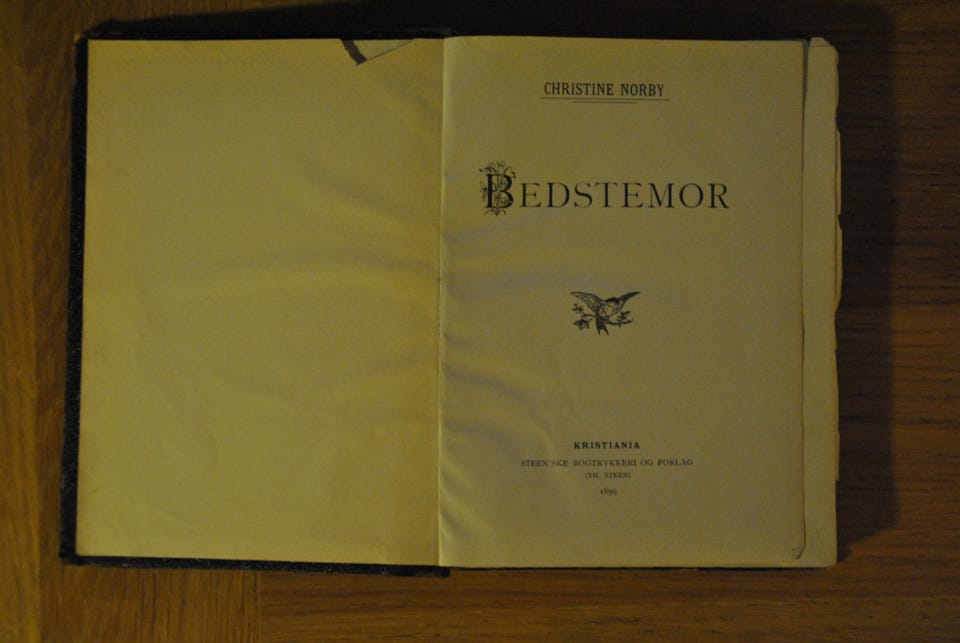 CHRISTINE NORBY
BEDSTEMOR
KRISTIANIA
STEEN'SKE BOGTRYKKERI OG FORLAG
(TH. STEEN)
1899